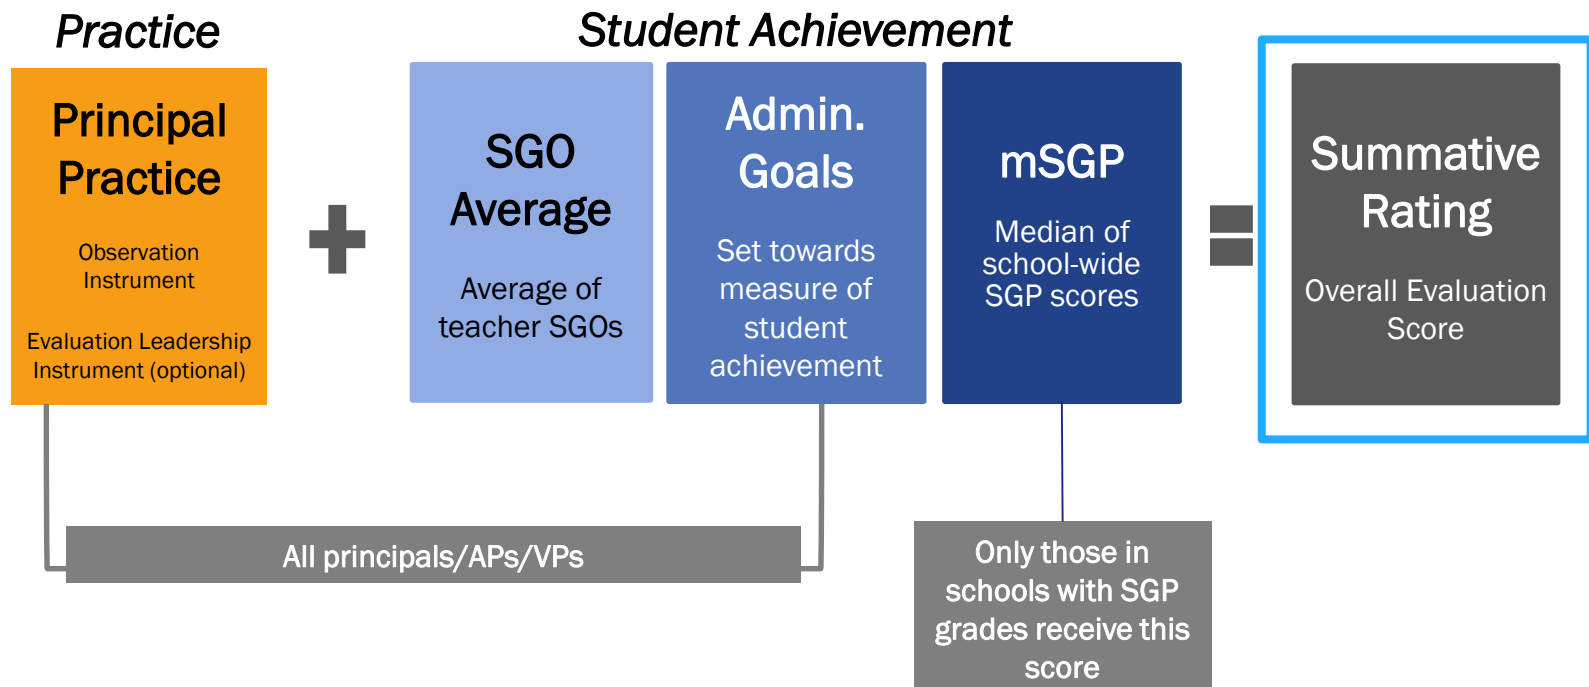 Practice
Student Achievement
Principal
Practice
Observation
Instrument
Evaluation Leadership
Instrument (optional)
SGO
Average
Average of
teacher SGOs
Admin.
Goals
Set towards
measure of
student
achievement
mSGP
Median of
school-wide
SGP scores
Summative
Rating
Overall Evaluation
Score
All principals/APs/VPs
Only those in
schools with SGP
grades receive this
score